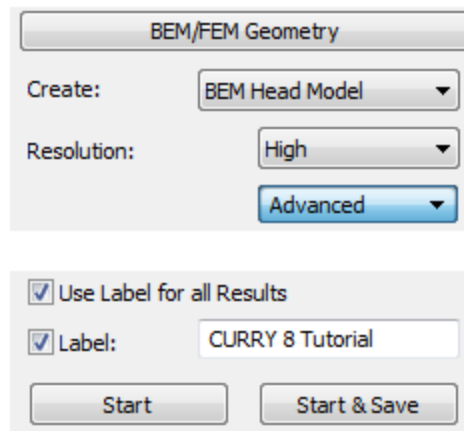 BEM/FEM Geometry
Create: BEM Head Model
Resolution: High
Advanced
Use Label for all Results
Label: CURRY 8 Tutorial
Start Start & Save